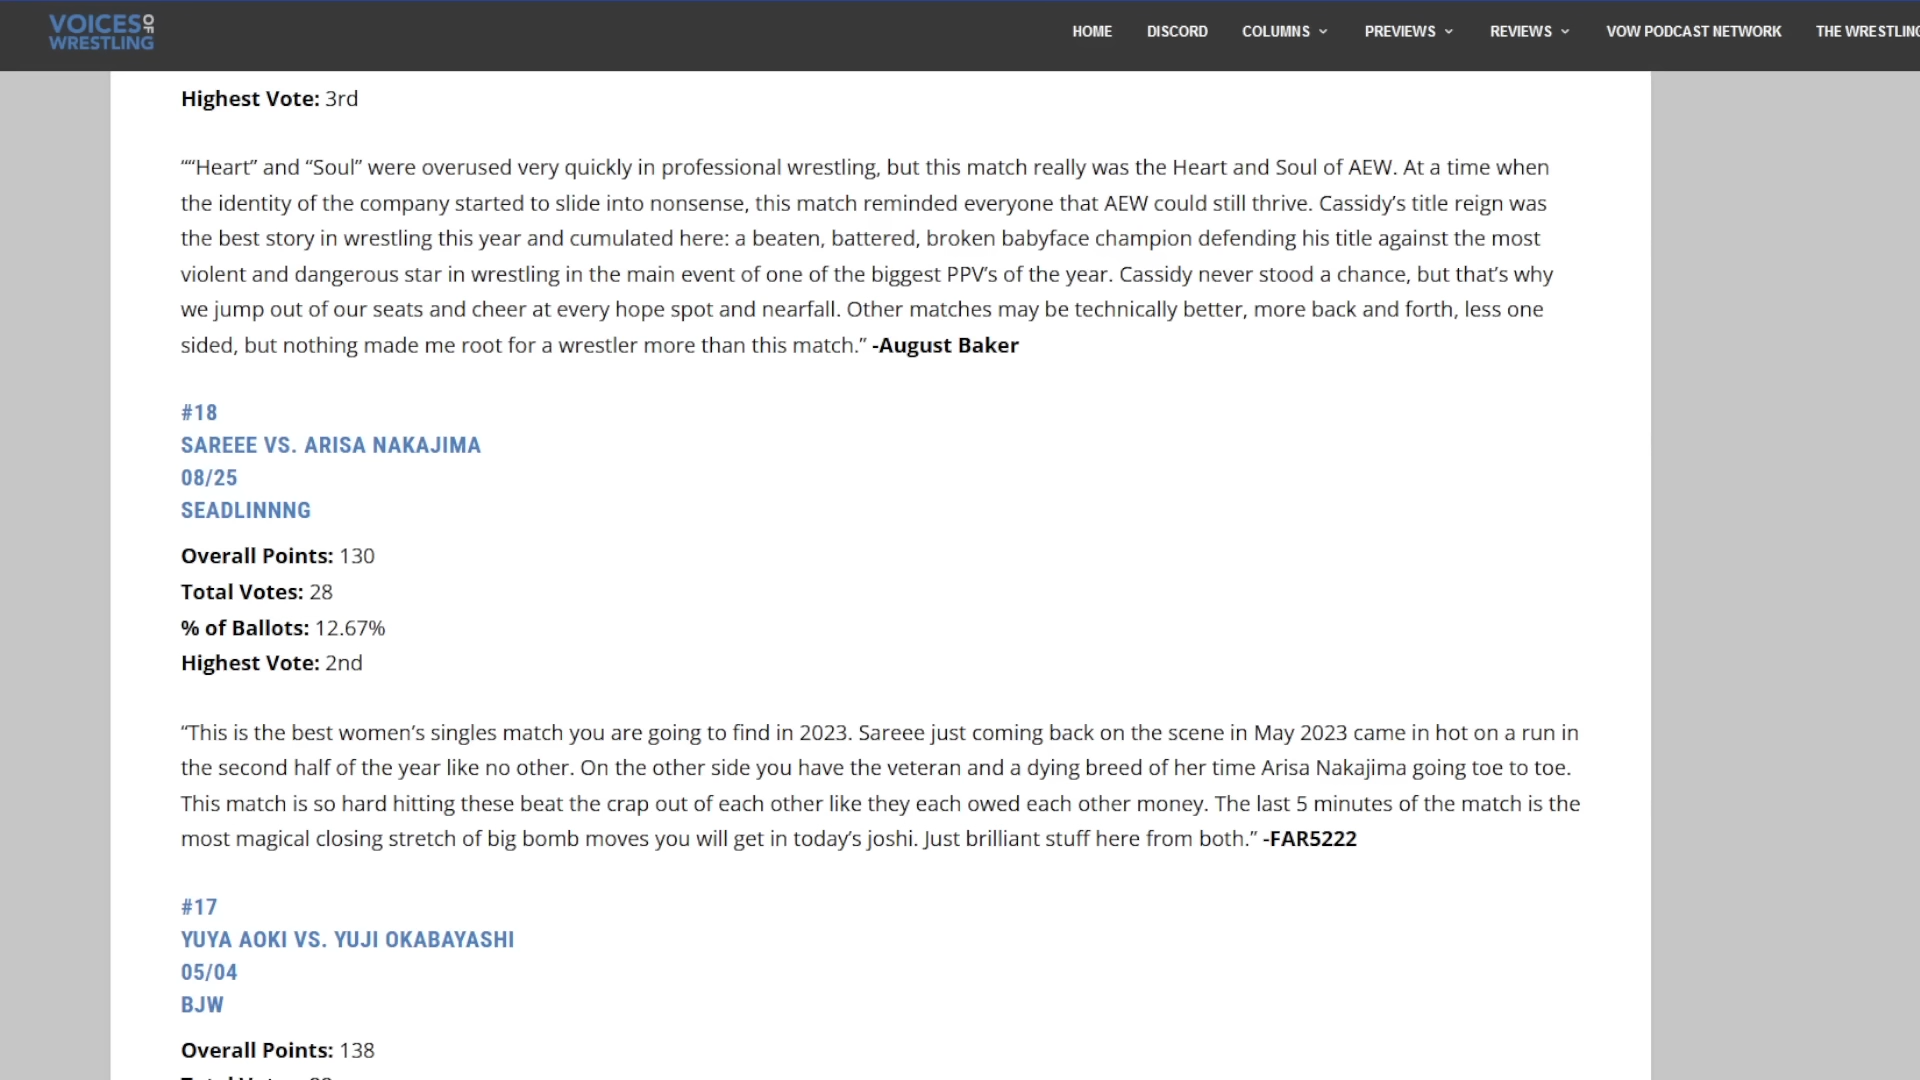 VOICES OF
WRESTLING
HOME DISCORD COLUMNS PREVIEWS REVIEWS VOW PODCAST NETWORK THE WRESTLING
Highest Vote: 3rd
““Heart” and “Soul” were overused very quickly in professional wrestling, but this match really was the Heart and Soul of AEW. At a time when
the identity of the company started to slide into nonsense, this match reminded everyone that AEW could still thrive. Cassidy’s title reign was
the best story in wrestling this year and cumulated here: a beaten, battered, broken babyface champion defending his title against the most
violent and dangerous star in wrestling in the main event of one of the biggest PPV’s of the year. Cassidy never stood a chance, but that’s why
we jump out of our seats and cheer at every hope spot and nearfall. Other matches may be technically better, more back and forth, less one
sided, but nothing made me root for a wrestler more than this match.” -August Baker
#18
SAREEE VS. ARISA NAKAJIMA
08/25
SEADLINNNG
Overall Points: 130
Total Votes: 28
% of Ballots: 12.67%
Highest Vote: 2nd
“This is the best women’s singles match you are going to find in 2023. Sareee just coming back on the scene in May 2023 came in hot on a run in
the second half of the year like no other. On the other side you have the veteran and a dying breed of her time Arisa Nakajima going toe to toe.
This match is so hard hitting these beat the crap out of each other like they each owed each other money. The last 5 minutes of the match is the
most magical closing stretch of big bomb moves you will get in today’s joshi. Just brilliant stuff here from both.” -FAR5222
#17
YUYA AOKI VS. YUJI OKABAYASHI
05/04
BJW
Overall Points: 138